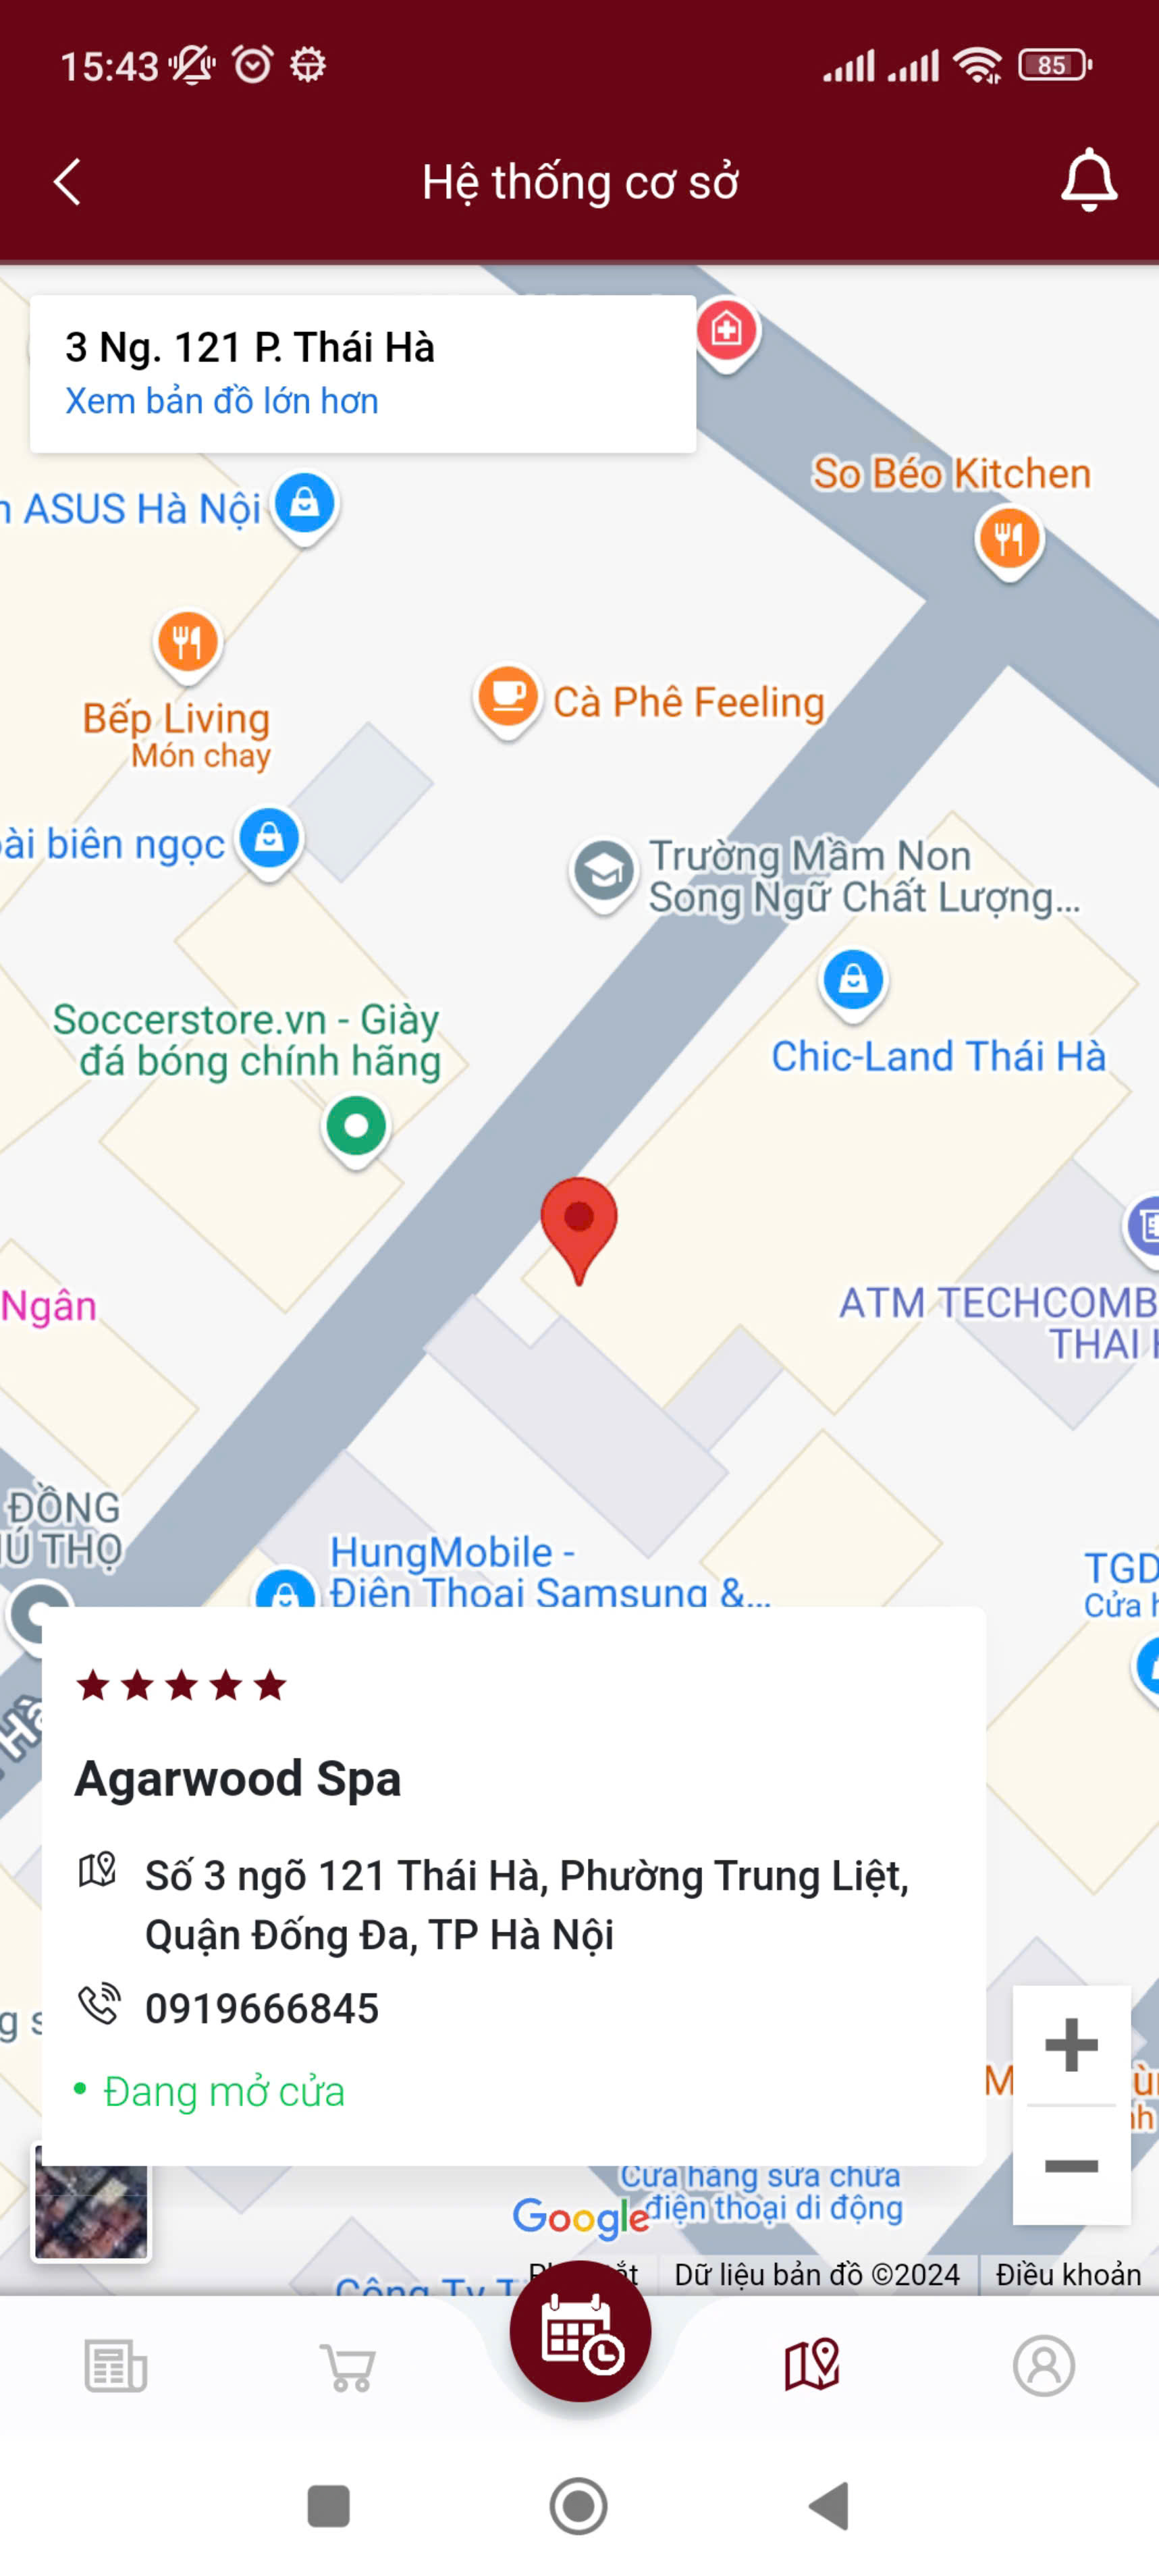 15:43
85
Hệ thống cơ sở
3 Ng. 121 P. Thái Hà
Xem bản đồ lớn hơn
So Béo Kitchen
ASUS Hà Nội
Bếp Living
Món chay
Cà Phê Feeling
biên ngọc
Trường Mầm Non
Song Ngữ Chất Lượng...
Chic-Land Thái Hà
Soccerstore.vn - Giày
đá bóng chính hãng
Ngân
ATM TECHCOMB
THAI
ĐỒNG
THỌ
HungMobile -
Điện Thoại Samsung &...
TGD
Cửa
Agarwood Spa
Số 3 ngõ 121 Thái Hà, Phường Trung Liệt,
Quận Đống Đa, TP Hà Nội
0919666845
• Đang mở cửa
Cửa hàng sửa chữa
điện thoại di động
Google
Dữ liệu bản đồ ©2024
Điều khoản
Công Ty